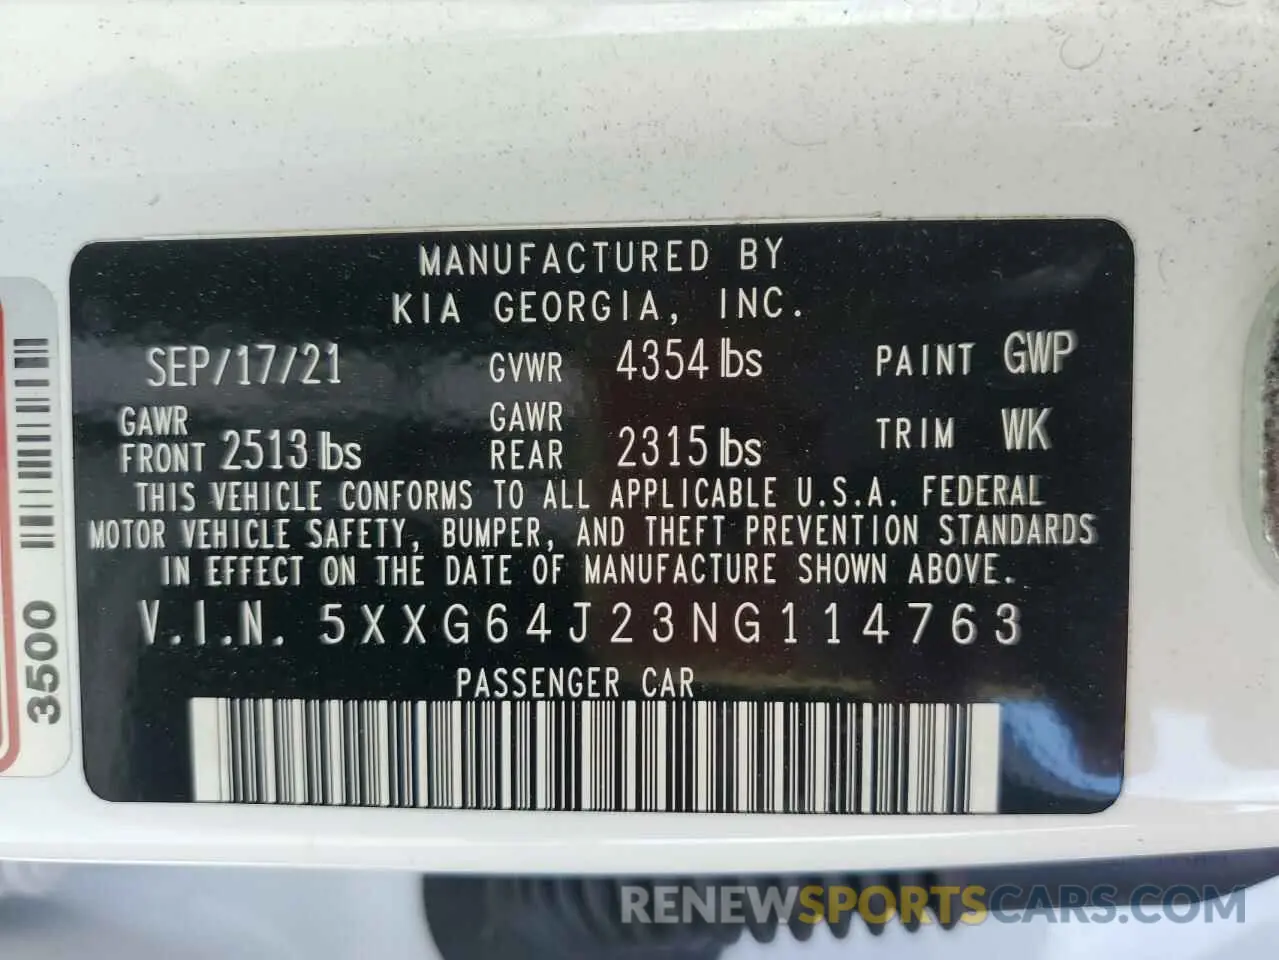 MANUFACTURED BY
KIA GEORGIA, INC.
SEP/17/21 GVWR 4354 lbs PAINT GWP
GAWR FRONT 2513 lbs GAWR REAR 2315 lbs TRIM WK
THIS VEHICLE CONFORMS TO ALL APPLICABLE U.S.A. FEDERAL
MOTOR VEHICLE SAFETY, BUMPER, AND THEFT PREVENTION STANDARDS
IN EFFECT ON THE DATE OF MANUFACTURE SHOWN ABOVE.
V.I.N. 5XXG64J23NG114763
PASSENGER CAR
3500
RENEWSPORTSCARS.COM